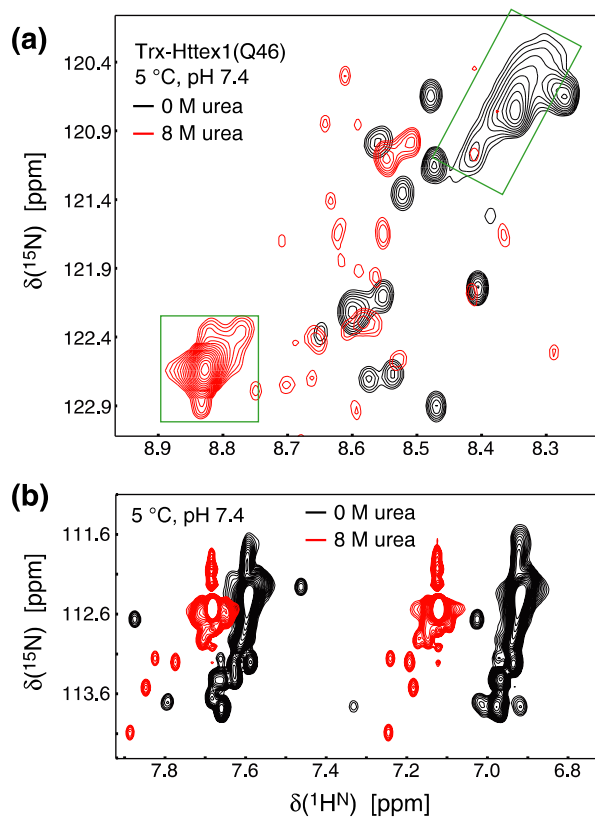 (a)
Trx-Httex1(Q46)
5 °C, pH 7.4
0 M urea
8 M urea
δ(¹⁵N) [ppm]
120.4
120.9
121.4
121.9
122.4
122.9
8.9 8.8 8.7 8.6 8.5 8.4 8.3
(b)
5 °C, pH 7.4
0 M urea
8 M urea
δ(¹⁵N) [ppm]
111.6
112.6
113.6
7.8 7.6 7.4 7.2 7.0 6.8
δ(¹Hᴺ) [ppm]